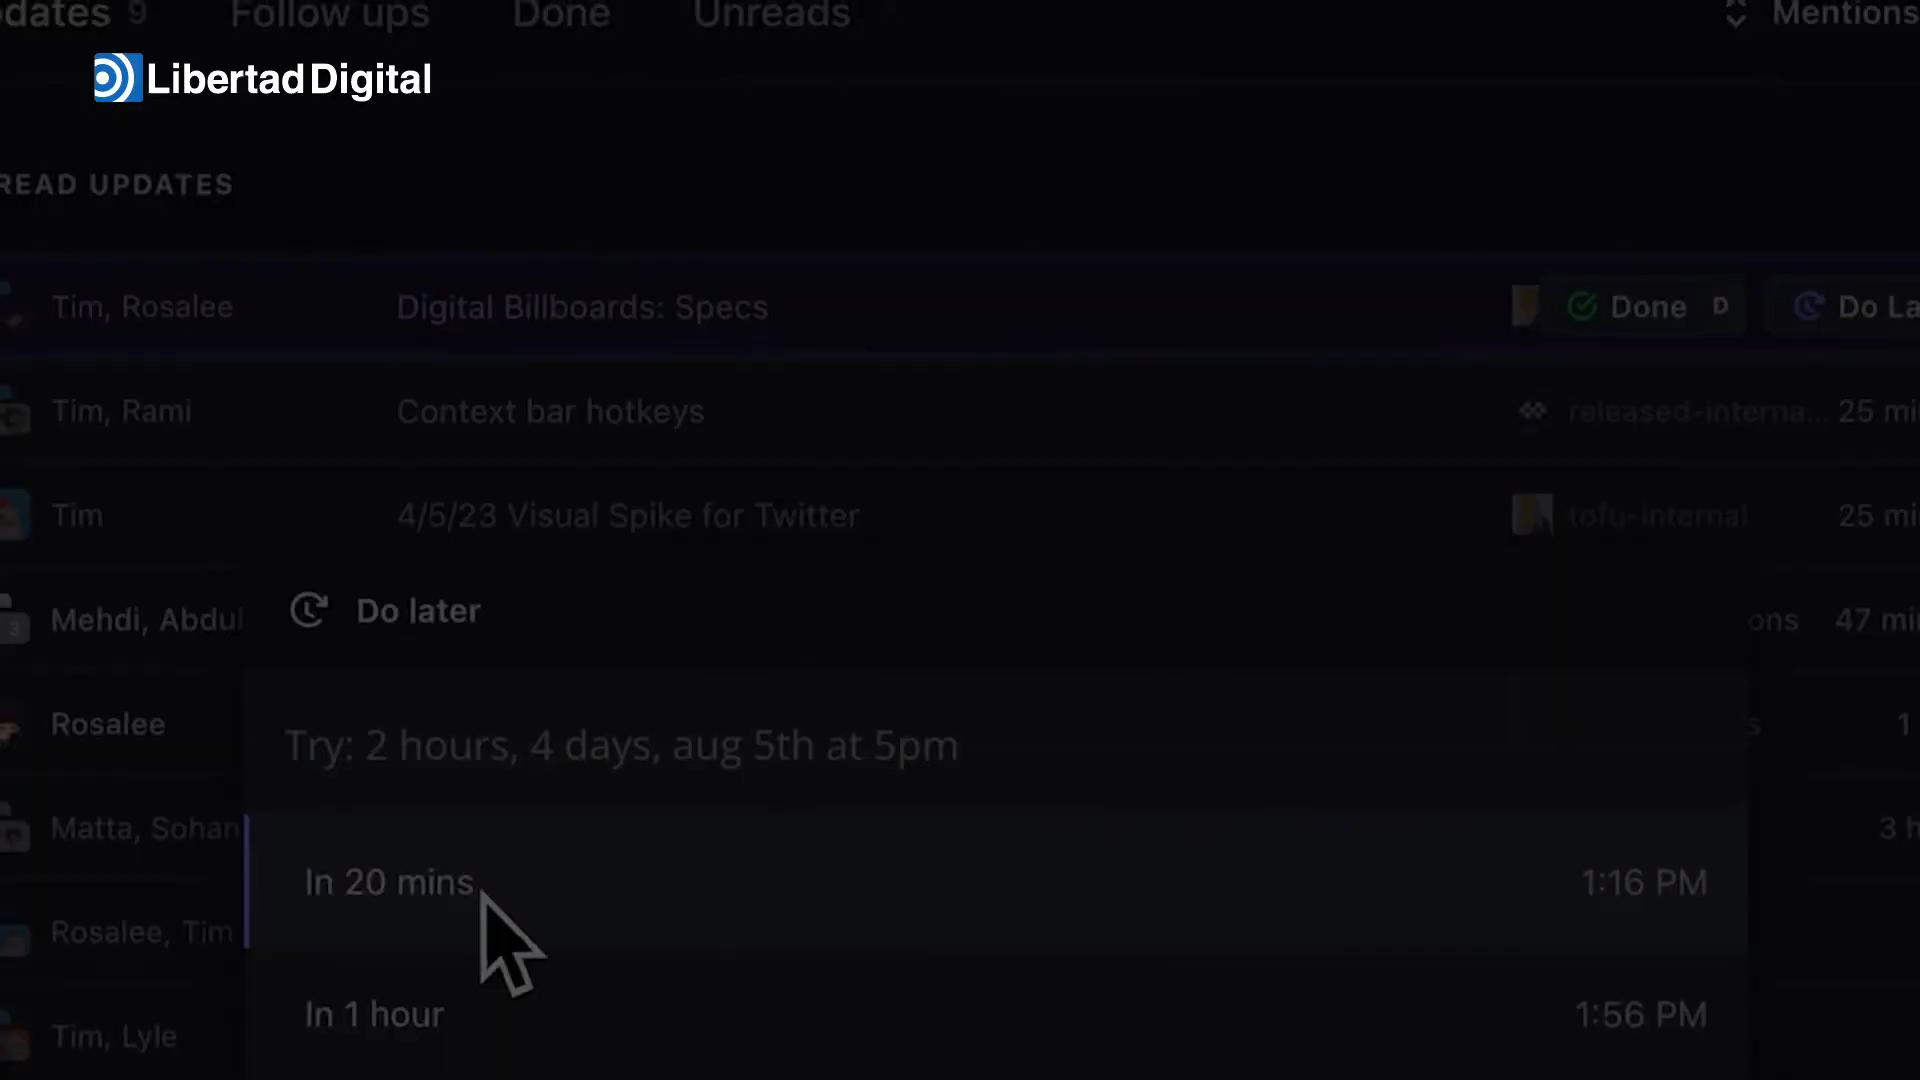 dates 9 Follow ups Done Unreads Mentions
Libertad Digital
READ UPDATES
Tim, Rosalee Digital Billboards: Specs Done D Do La
Tim, Rami Context bar hotkeys released-interna... 25 mi
Tim 4/5/23 Visual Spike for Twitter tofu-internal 25 mi
Mehdi, Abdul ons 47 mi
Do later
Rosalee s 1
Try: 2 hours, 4 days, aug 5th at 5pm
Matta, Sohan 3 h
In 20 mins 1:16 PM
Rosalee, Tim
In 1 hour 1:56 PM
Tim, Lyle